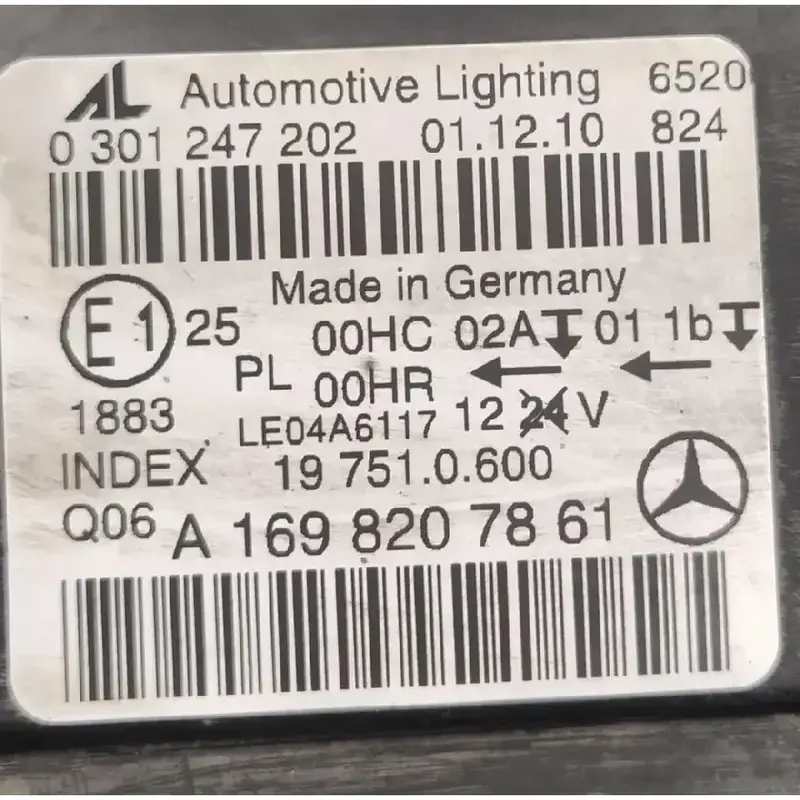 AL Automotive Lighting 6520
0 301 247 202 01.12.10 824
Made in Germany
E1 25 00HC 02A 01 1b
PL 00HR
1883 LE04A6117 12 24 V
INDEX 19 751.0.600
Q06 A 169 820 78 61